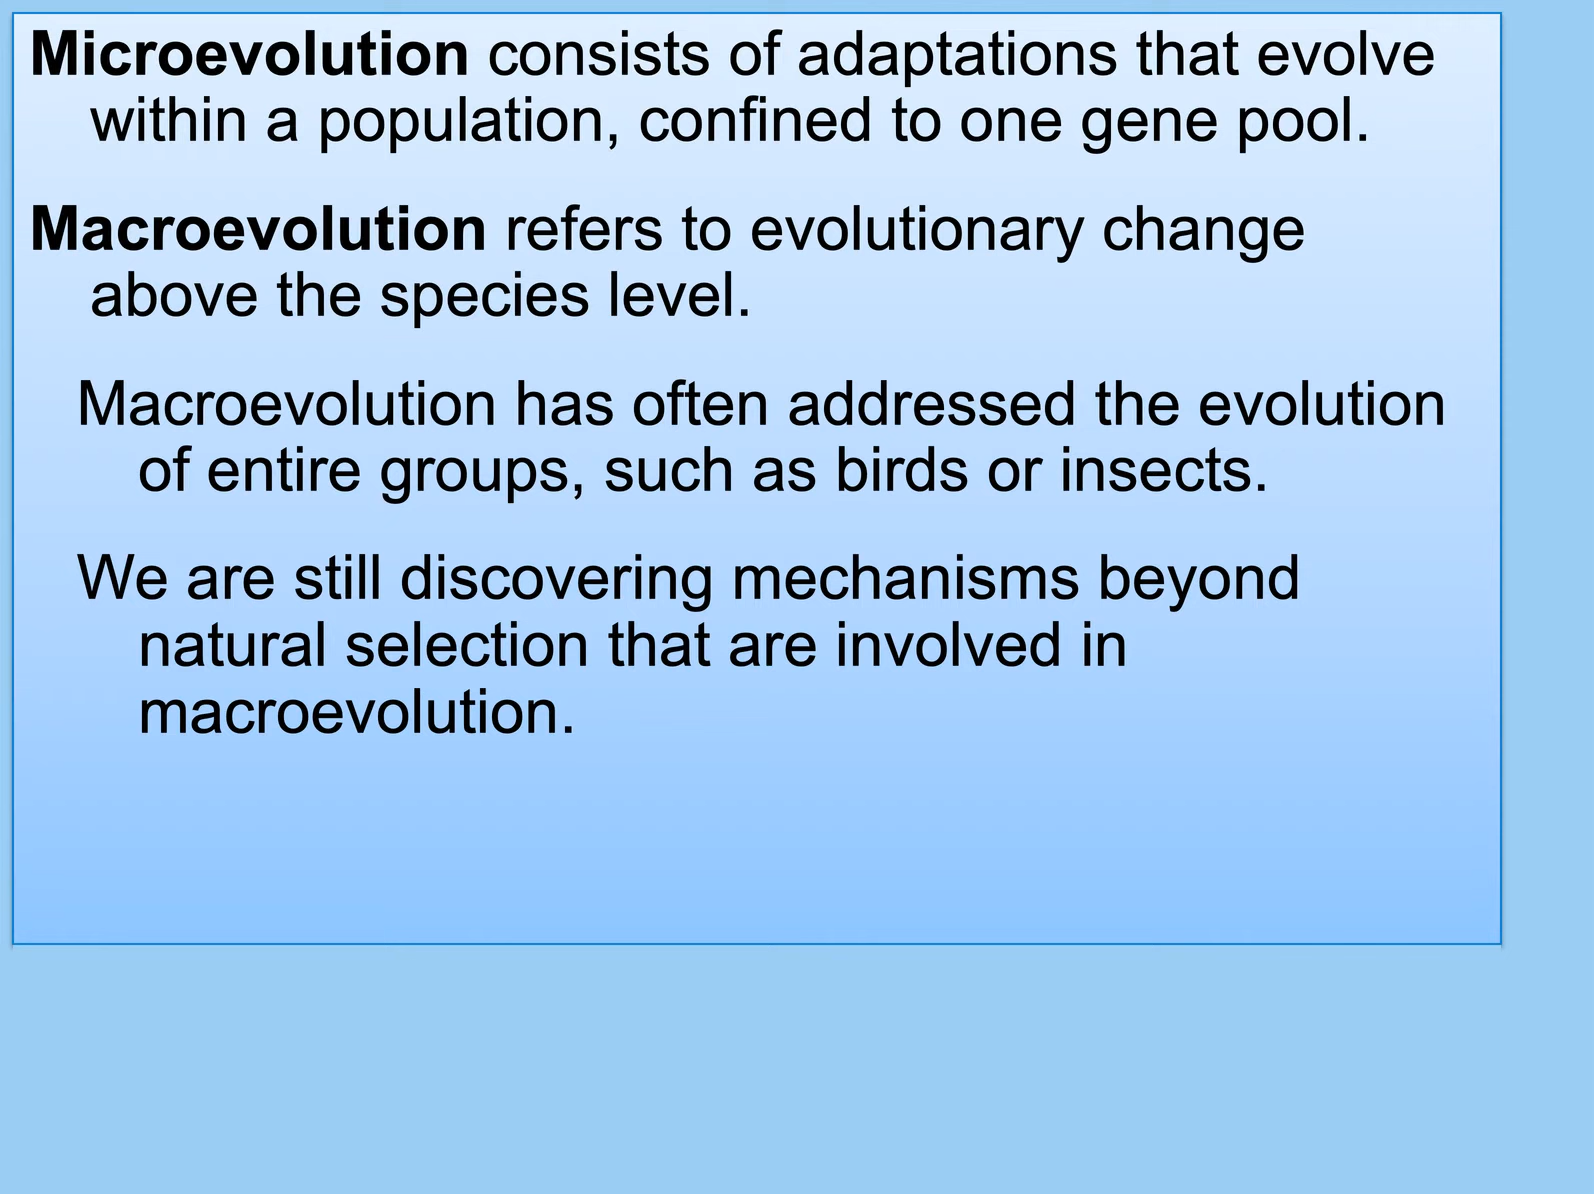 Microevolution consists of adaptations that evolve
within a population, confined to one gene pool.
Macroevolution refers to evolutionary change
above the species level.
Macroevolution has often addressed the evolution
of entire groups, such as birds or insects.
We are still discovering mechanisms beyond
natural selection that are involved in
macroevolution.